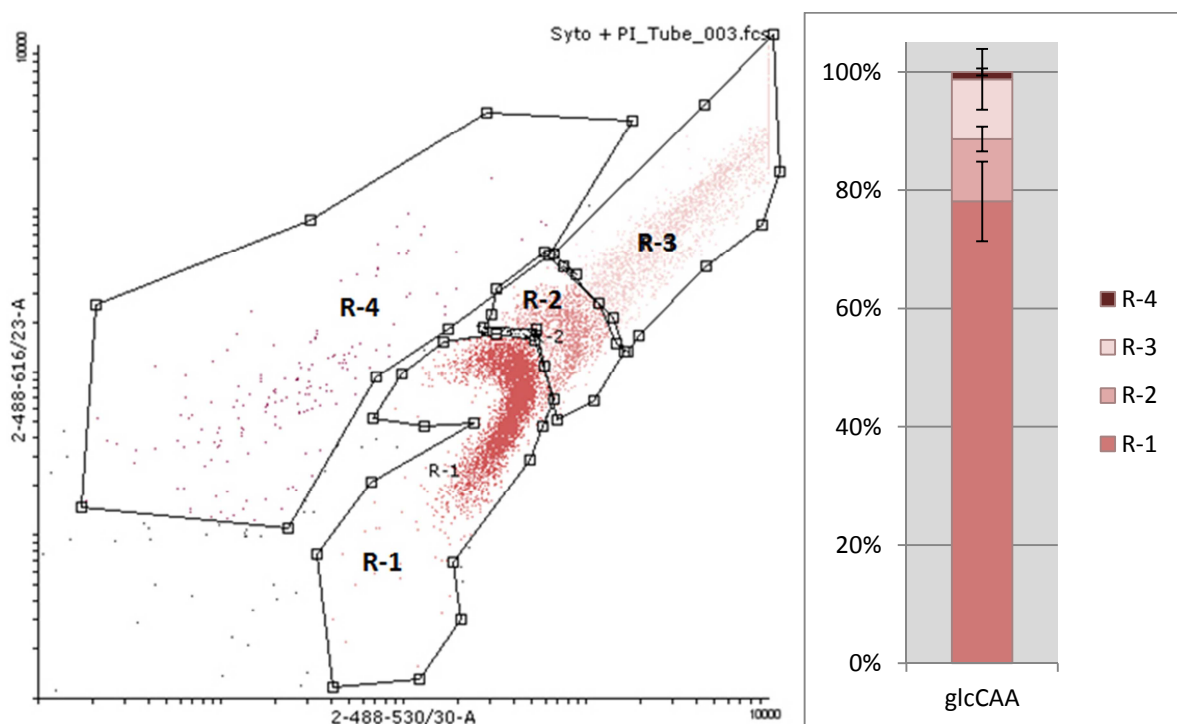 Syto + PI_Tube_003.fcs
10000
2-488-616/23-A
R-3
R-2
R-4
R-1
R-1
2-488-530/30-A
10000
100%
80%
60%
40%
20%
0%
glcCAA
R-4
R-3
R-2
R-1